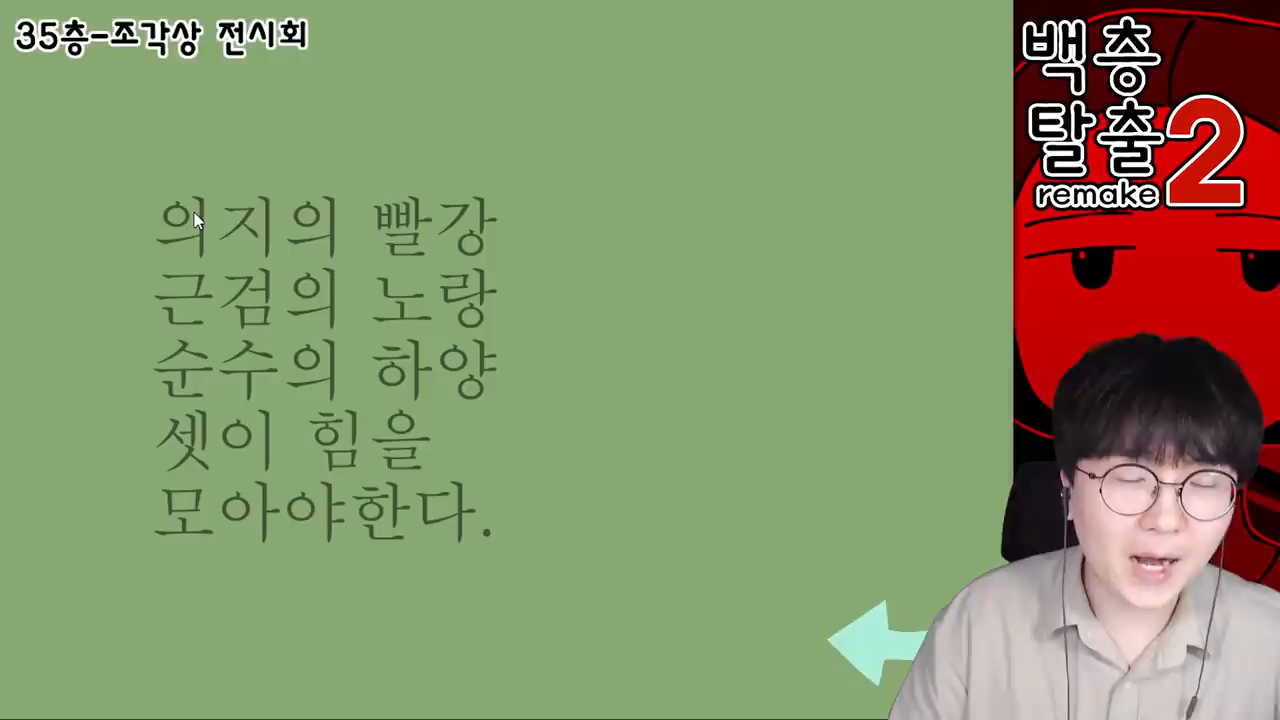 35층-조각상 전시회
의지의 빨강
근검의 노랑
순수의 하양
셋이 힘을
모아야한다.
백층
탈출2
remake